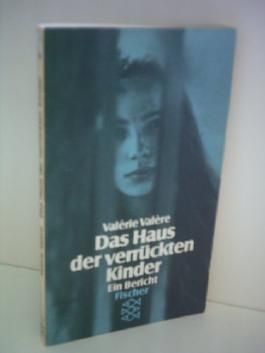 Valérie Valère
Das Haus
der verrückten
Kinder
Ein Bericht
Fischer